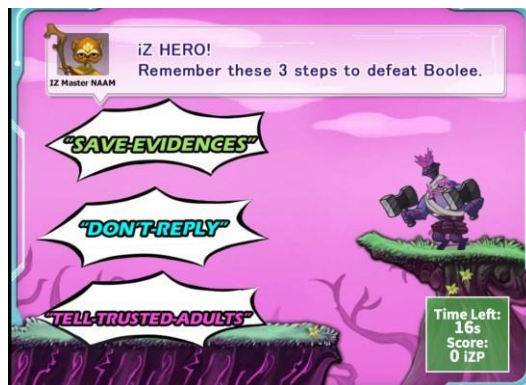 iZ HERO!
Remember these 3 steps to defeat Boolee.
IZ Master NAAM
"SAVE-EVIDENCES"
"DON'T-REPLY"
"TELL-TRUSTED-ADULTS"
Time Left:
16s
Score:
0 iZP